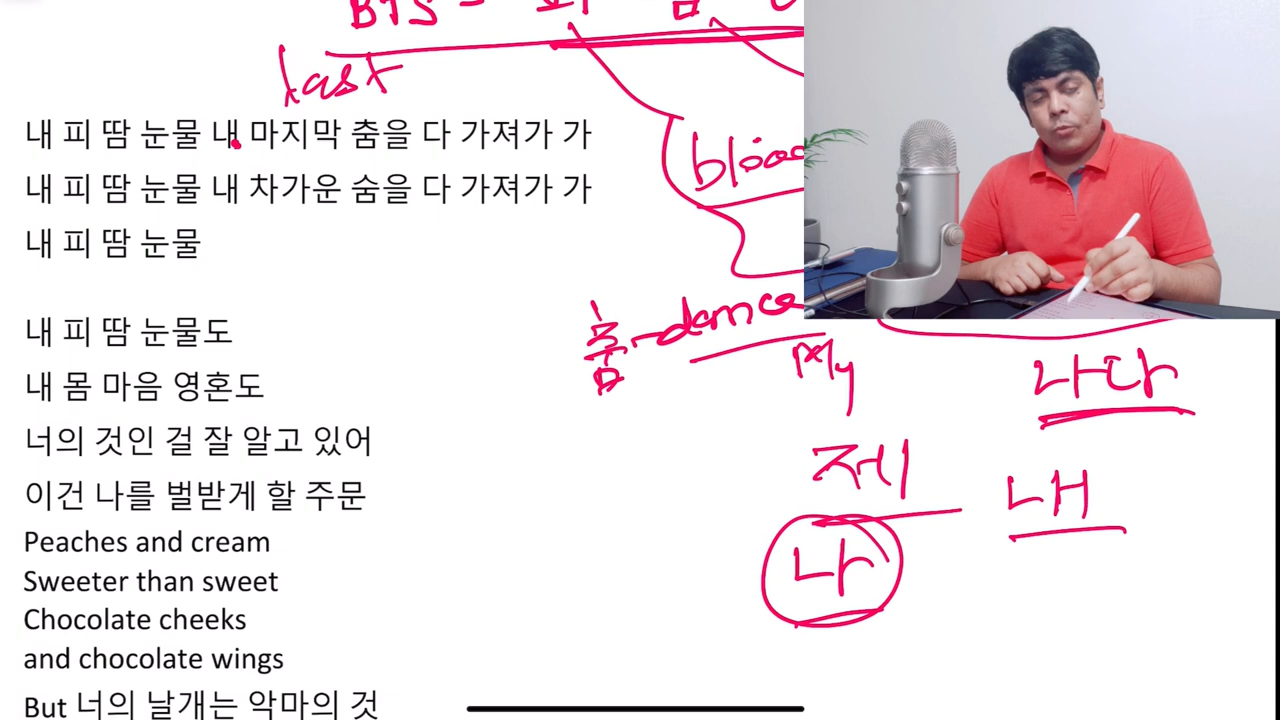 BTS -
last
내 피 땀 눈물 내 마지막 춤을 다 가져가 가
내 피 땀 눈물 내 차가운 숨을 다 가져가 가
내 피 땀 눈물
내 피 땀 눈물도
내 몸 마음 영혼도
너의 것인 걸 잘 알고 있어
이건 나를 벌받게 할 주문
Peaches and cream
Sweeter than sweet
Chocolate cheeks
and chocolate wings
But 너의 날개는 악마의 것
춤 - dance
My
나다
제
내
나